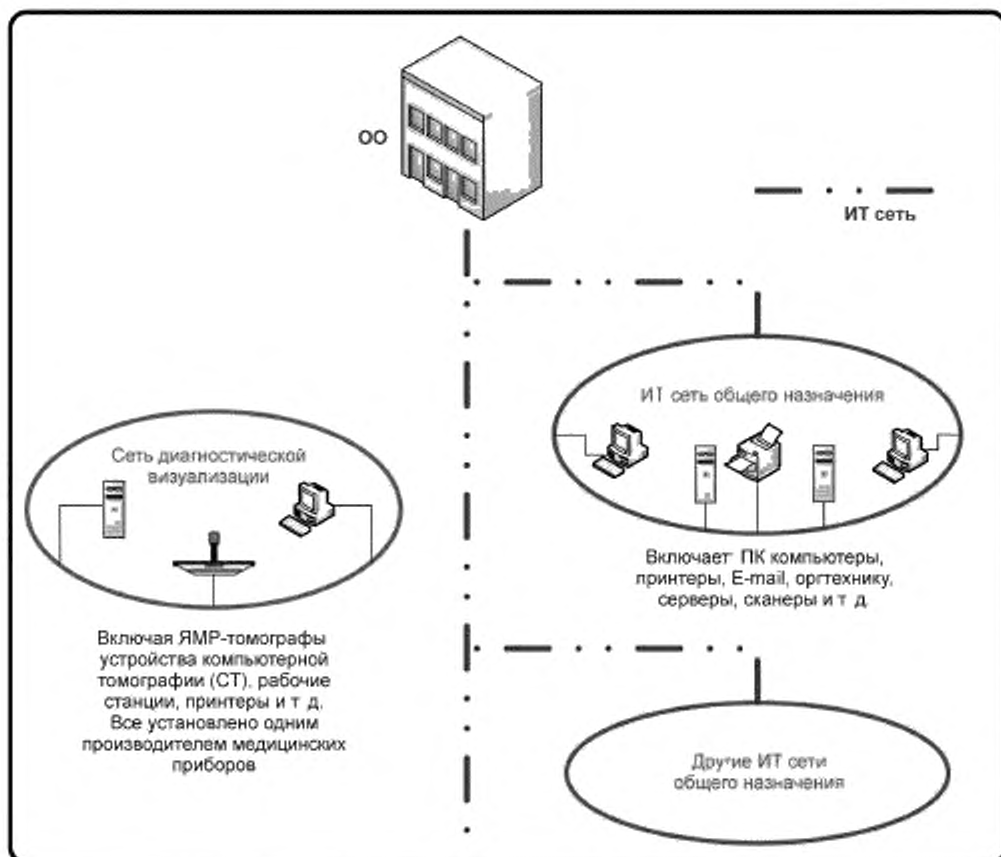 ОО
ИТ сеть
ИТ сеть общего назначения
Сеть диагностической
визуализации
Включает ПК компьютеры,
принтеры, E-mail, оргтехнику,
серверы, сканеры и т д
Включая ЯМР-томографы
устройства компьютерной
томографии (СТ), рабочие
станции, принтеры и т д.
Все установлено одним
производителем медицинских
приборов
Другие ИТ сети
общего назначения